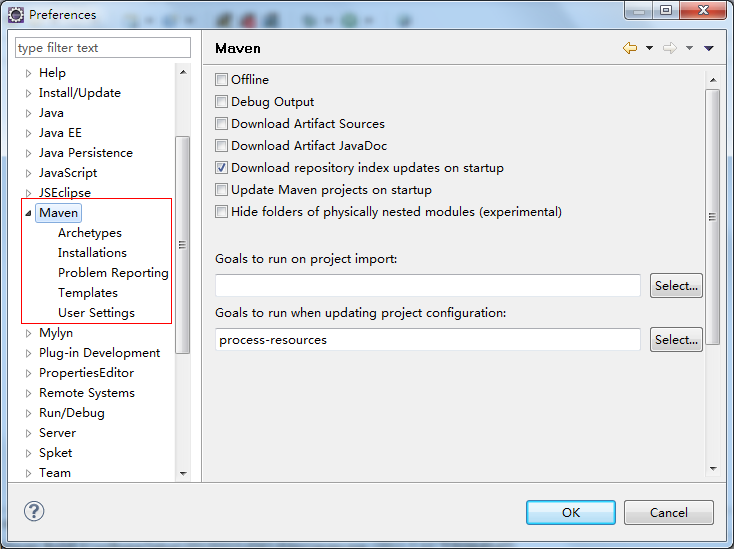 Preferences
type filter text
Help
Install/Update
Java
Java EE
Java Persistence
JavaScript
JSEclipse
Maven
Archetypes
Installations
Problem Reporting
Templates
User Settings
Mylyn
Plug-in Development
PropertiesEditor
Remote Systems
Run/Debug
Server
Spket
Team
Maven
Offline
Debug Output
Download Artifact Sources
Download Artifact JavaDoc
Download repository index updates on startup
Update Maven projects on startup
Hide folders of physically nested modules (experimental)
Goals to run on project import:
Select...
Goals to run when updating project configuration:
process-resources
Select...
OK
Cancel